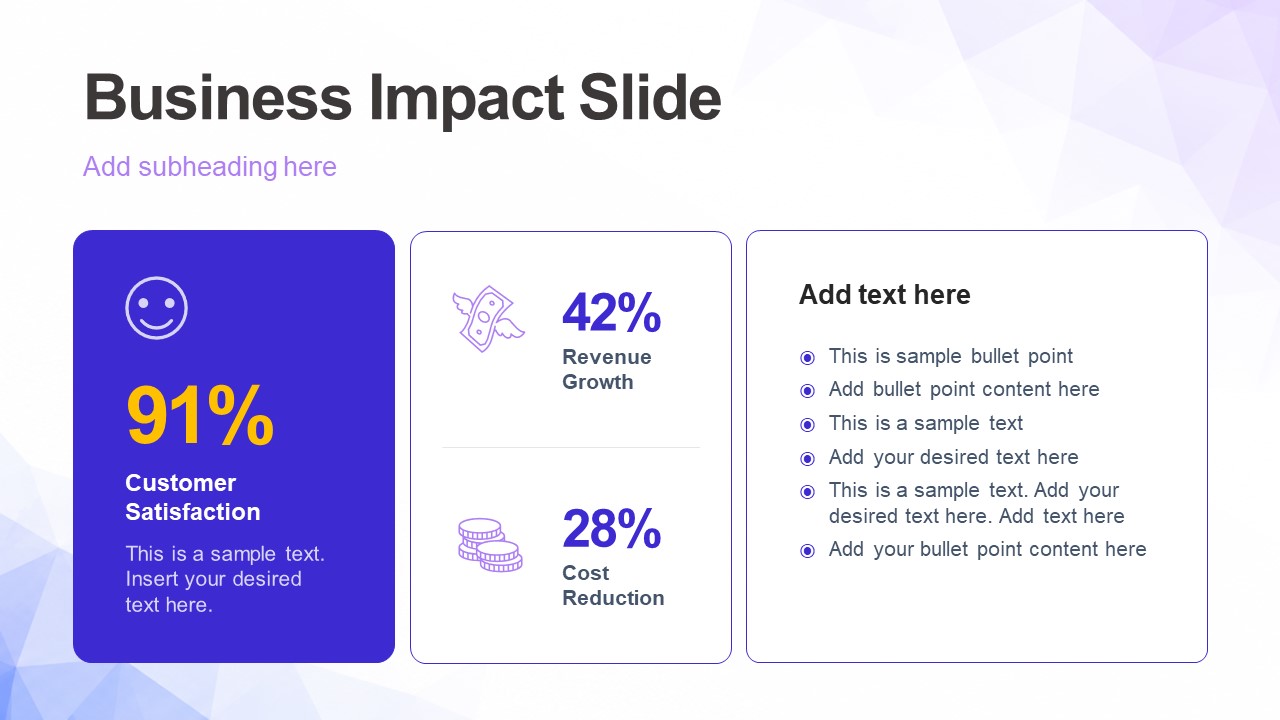 Business Impact Slide
Add subheading here
91%
Customer
Satisfaction
This is a sample text.
Insert your desired
text here.
42%
Revenue
Growth
28%
Cost
Reduction
Add text here
This is sample bullet point
Add bullet point content here
This is a sample text
Add your desired text here
This is a sample text. Add your
desired text here. Add text here
Add your bullet point content here